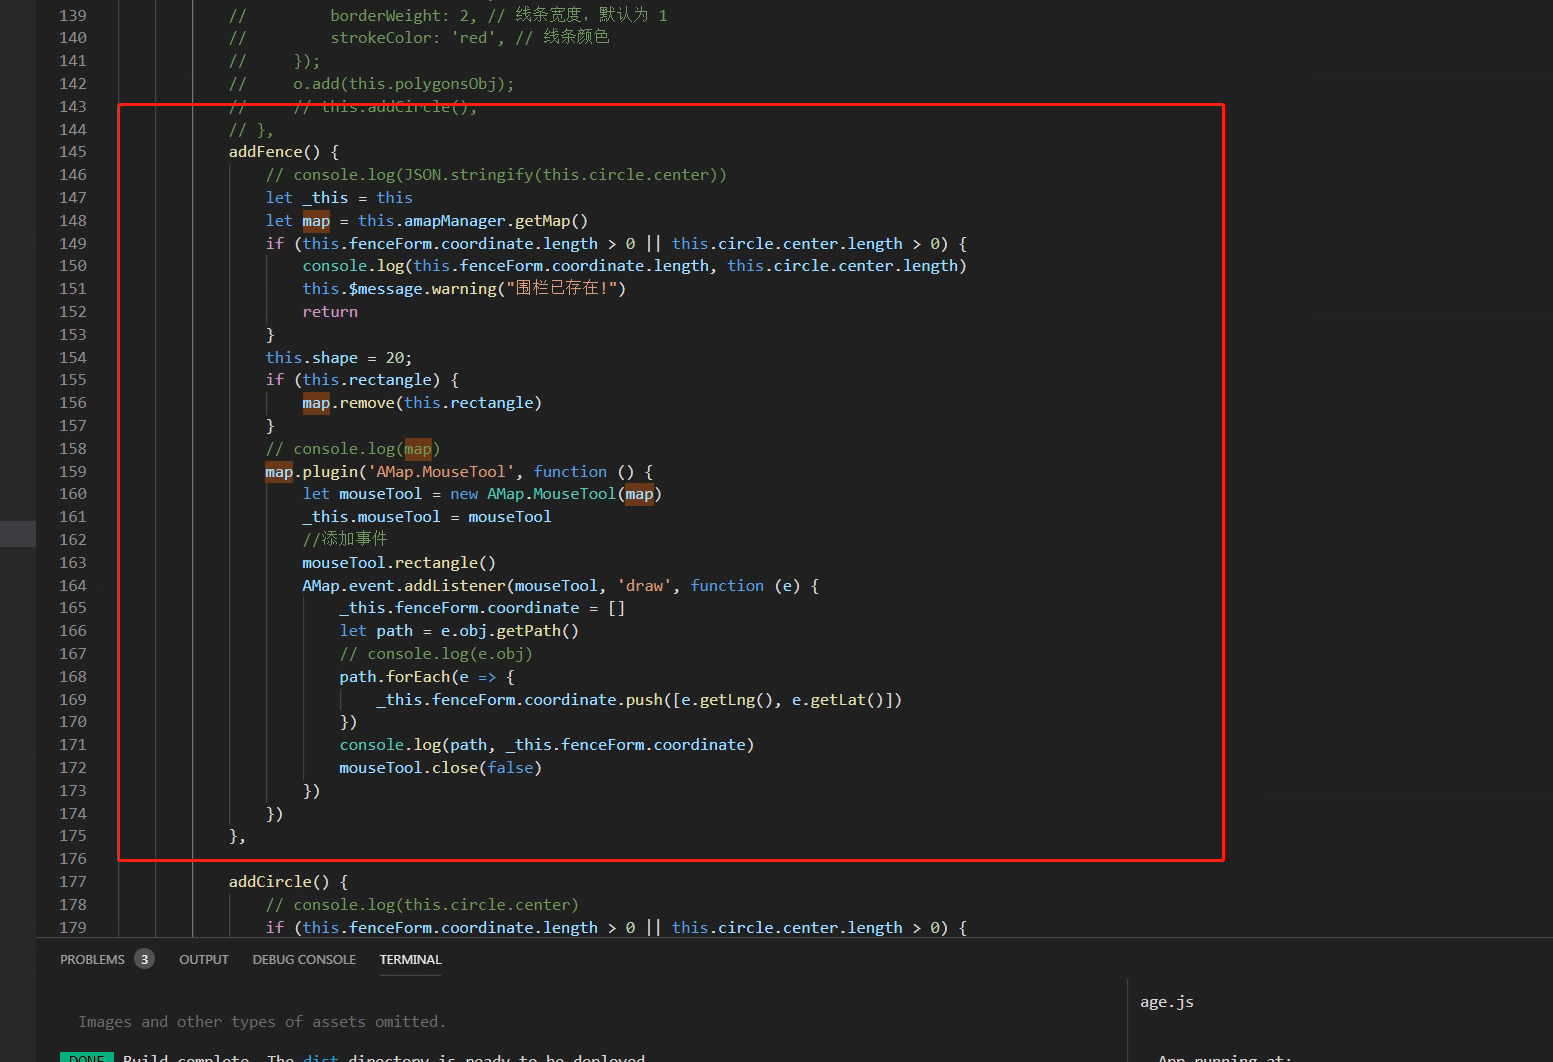 139 //         borderWeight: 2, // 线条宽度，默认为 1
140 //         strokeColor: 'red', // 线条颜色
141 //     });
142 //     o.add(this.polygonsObj);
143 //     // this.addCircle();
144 // },
145 addFence() {
146     // console.log(JSON.stringify(this.circle.center))
147     let _this = this
148     let map = this.amapManager.getMap()
149     if (this.fenceForm.coordinate.length > 0 || this.circle.center.length > 0) {
150         console.log(this.fenceForm.coordinate.length, this.circle.center.length)
151         this.$message.warning("围栏已存在!")
152         return
153     }
154     this.shape = 20;
155     if (this.rectangle) {
156         map.remove(this.rectangle)
157     }
158     // console.log(map)
159     map.plugin('AMap.MouseTool', function () {
160         let mouseTool = new AMap.MouseTool(map)
161         _this.mouseTool = mouseTool
162         //添加事件
163         mouseTool.rectangle()
164         AMap.event.addListener(mouseTool, 'draw', function (e) {
165             _this.fenceForm.coordinate = []
166             let path = e.obj.getPath()
167             // console.log(e.obj)
168             path.forEach(e => {
169                 _this.fenceForm.coordinate.push([e.getLng(), e.getLat()])
170             })
171             console.log(path, _this.fenceForm.coordinate)
172             mouseTool.close(false)
173         })
174     })
175 },
176
177 addCircle() {
178     // console.log(this.circle.center)
179     if (this.fenceForm.coordinate.length > 0 || this.circle.center.length > 0) {
PROBLEMS 3 OUTPUT DEBUG CONSOLE TERMINAL
age.js
Images and other types of assets omitted.
DONE Build complete. The dist directory is ready to be deployed.
App running at: